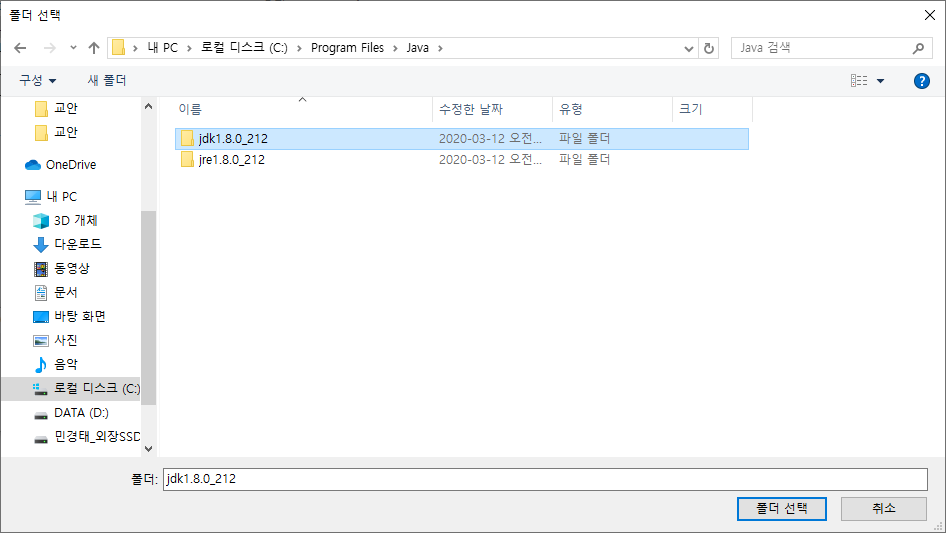 폴더 선택
내 PC > 로컬 디스크 (C:) > Program Files > Java >
Java 검색
구성
새 폴더
?
교안
교안
OneDrive
내 PC
3D 개체
다운로드
동영상
문서
바탕 화면
사진
음악
로컬 디스크 (C:)
DATA (D:)
민경태_외장SSD
이름 수정한 날짜 유형 크기
jdk1.8.0_212 2020-03-12 오전... 파일 폴더
jre1.8.0_212 2020-03-12 오전... 파일 폴더
폴더: jdk1.8.0_212
폴더 선택 취소